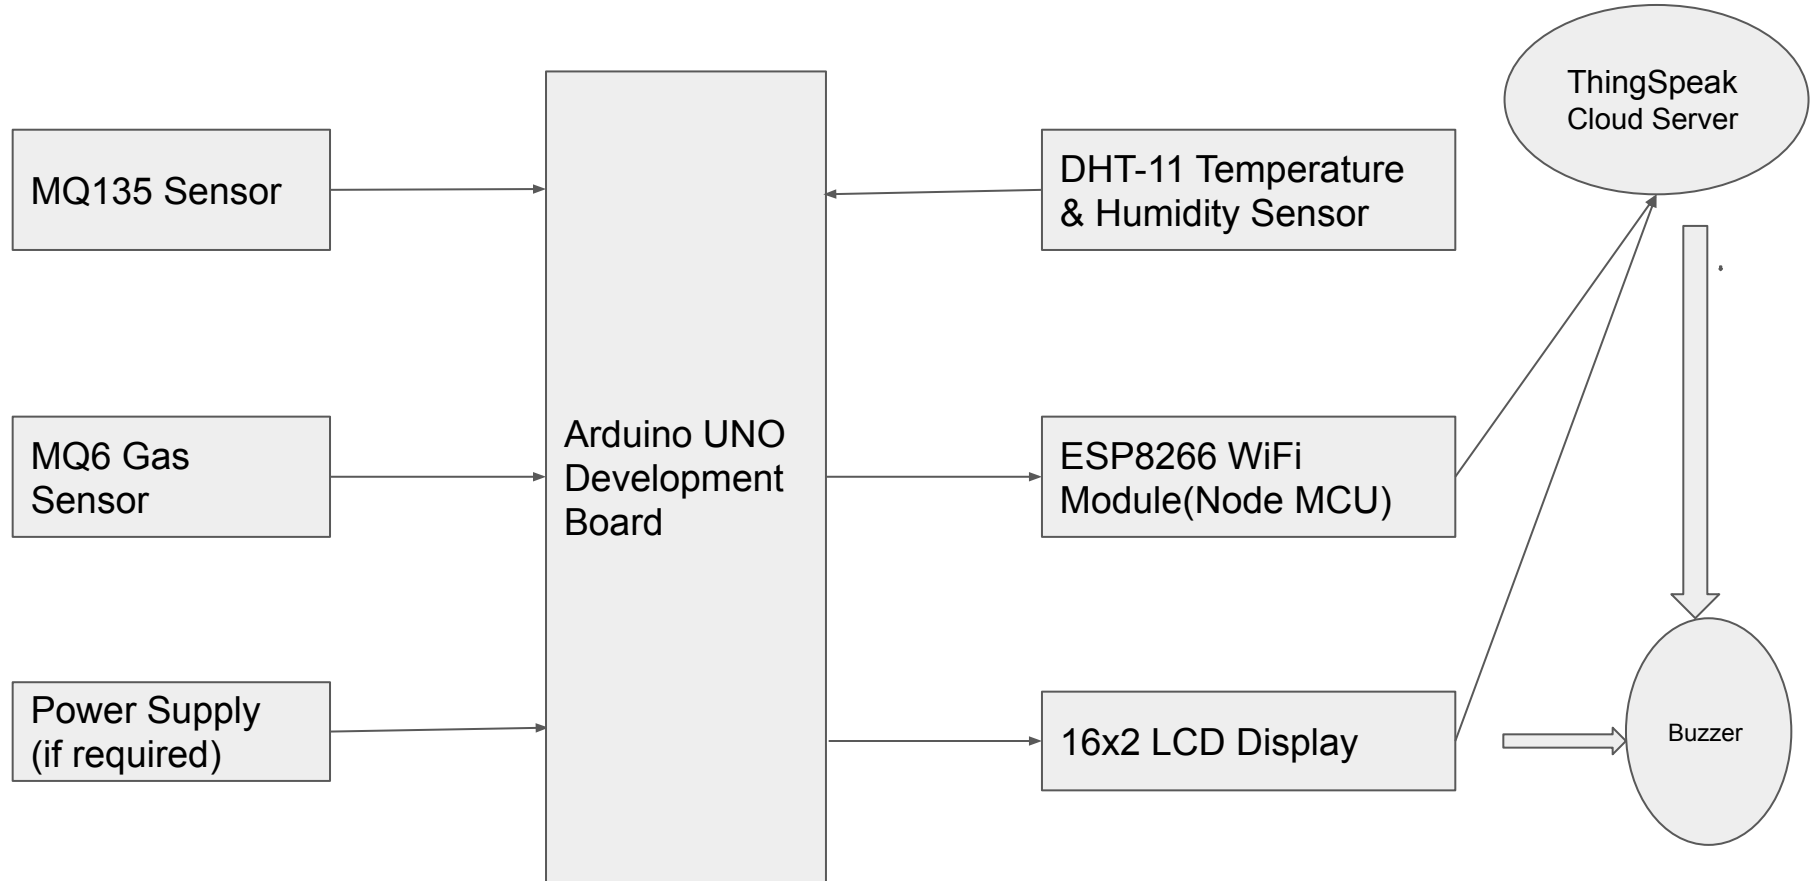 ThingSpeak
Cloud Server
MQ135 Sensor
DHT-11 Temperature
& Humidity Sensor
MQ6 Gas
Sensor
Arduino UNO
Development
Board
ESP8266 WiFi
Module(Node MCU)
Power Supply
(if required)
16x2 LCD Display
Buzzer